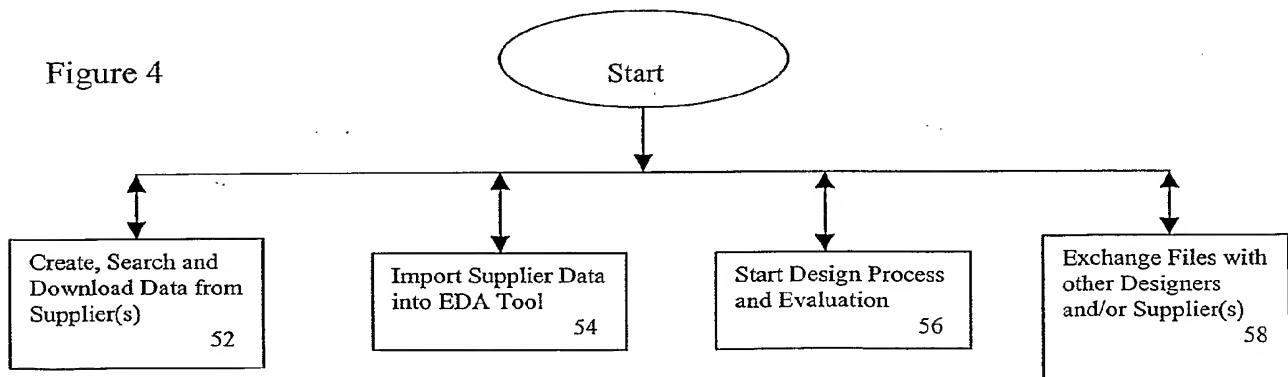 Figure 4
Start
Create, Search and
Download Data from
Supplier(s)
52
Import Supplier Data
into EDA Tool
54
Start Design Process
and Evaluation
56
Exchange Files with
other Designers
and/or Supplier(s)
58